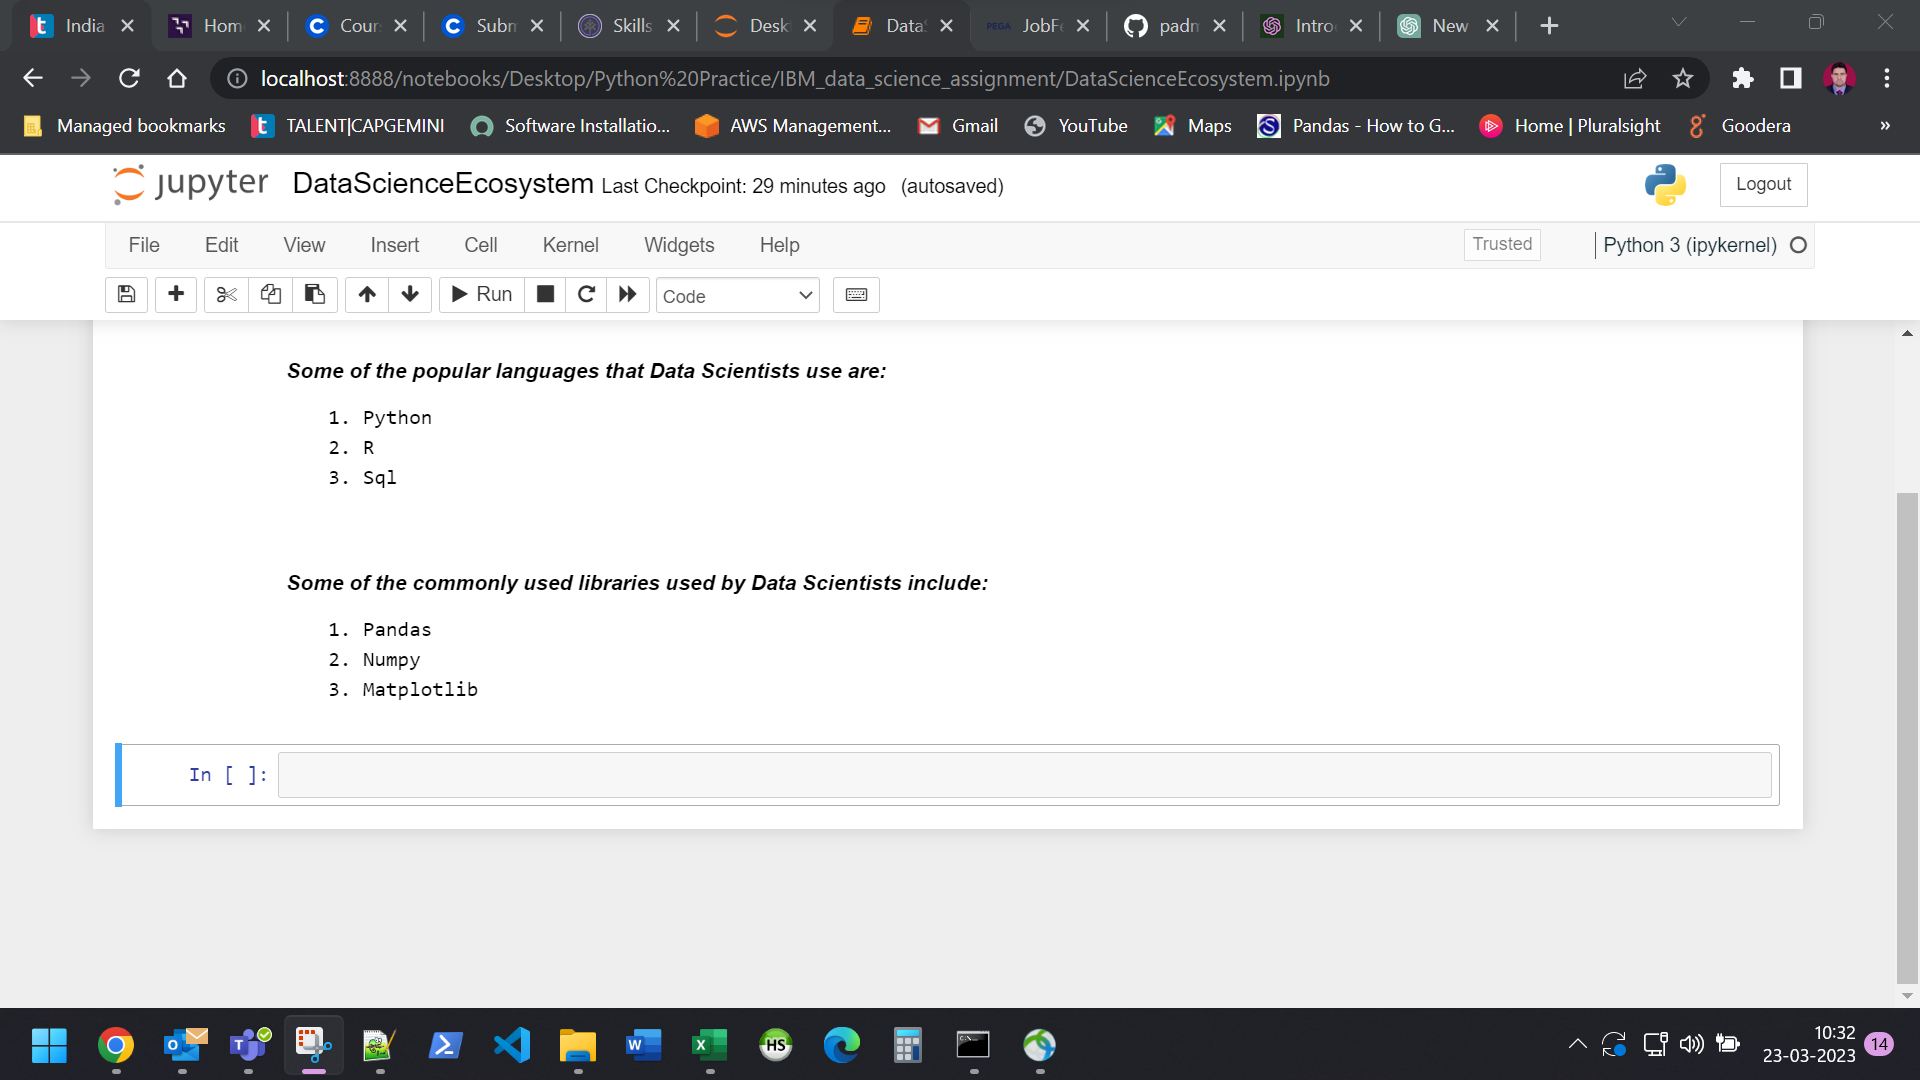 India
Hom
Cour
Subn
Skills
Desk
Data
JobFe
padm
Intro
New
localhost:8888/notebooks/Desktop/Python%20Practice/IBM_data_science_assignment/DataScienceEcosystem.ipynb
Managed bookmarks
TALENT|CAPGEMINI
Software Installatio...
AWS Management...
Gmail
YouTube
Maps
Pandas - How to G...
Home | Pluralsight
Goodera
»
jupyter DataScienceEcosystem Last Checkpoint: 29 minutes ago (autosaved)
Logout
File Edit View Insert Cell Kernel Widgets Help
Trusted
Python 3 (ipykernel)
Run
Code
Some of the popular languages that Data Scientists use are:
1. Python
2. R
3. Sql
Some of the commonly used libraries used by Data Scientists include:
1. Pandas
2. Numpy
3. Matplotlib
In [ ]:
10:32
23-03-2023
14